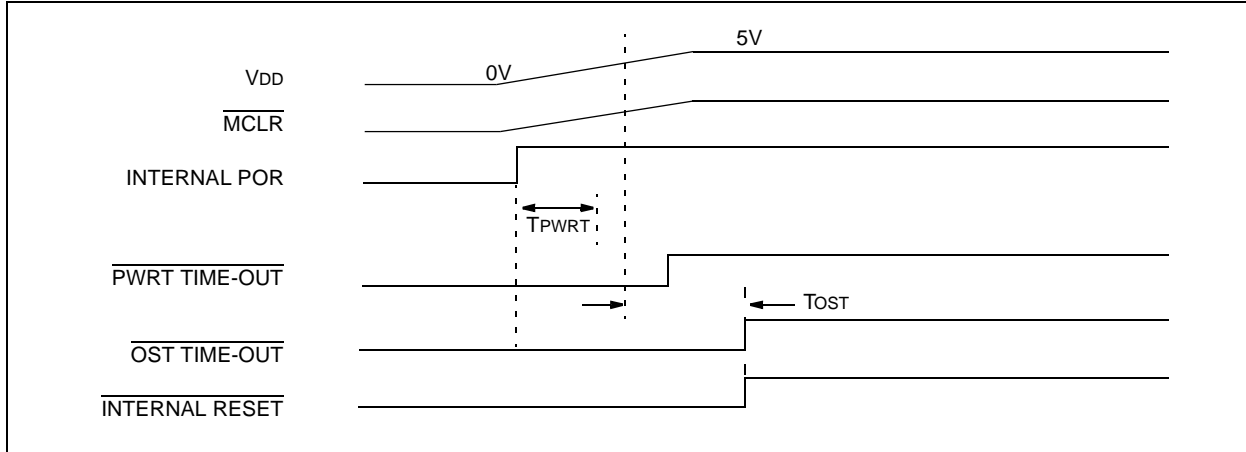 5V
VDD
0V
MCLR
INTERNAL POR
TPWRT
PWRT TIME-OUT
TOST
OST TIME-OUT
INTERNAL RESET